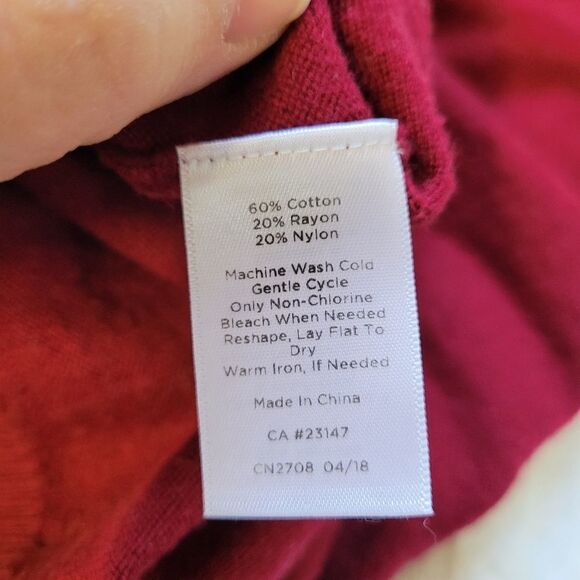 60% Cotton
20% Rayon
20% Nylon
Machine Wash Cold
Gentle Cycle
Only Non-Chlorine
Bleach When Needed
Reshape, Lay Flat To
Dry
Warm Iron, If Needed
Made In China
CA #23147
CN2708 04/18